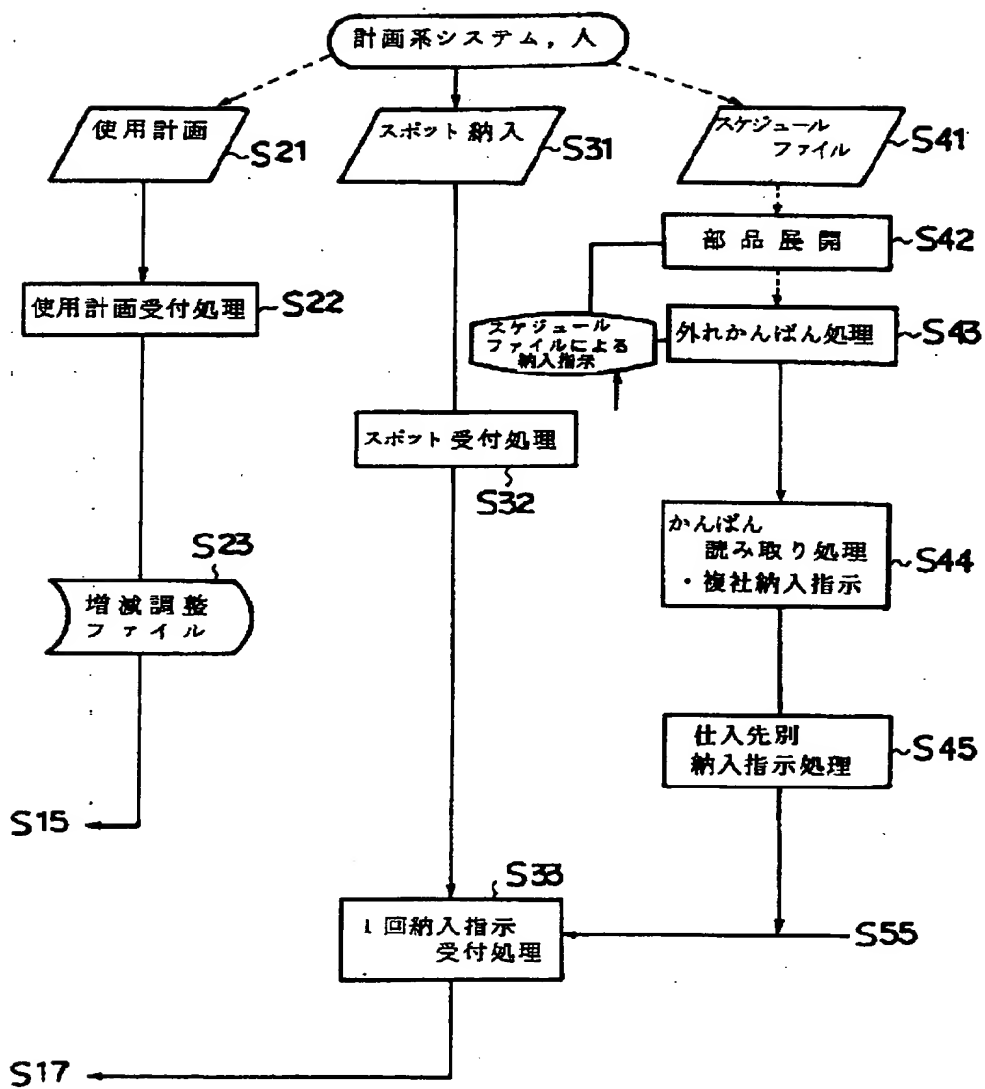 計画系システム，人
使用計画
S21
スポット納入
S31
スケジュール
ファイル
S41
部品展開
S42
使用計画受付処理
S22
スケジュール
ファイルによる
納入指示
外れかんばん処理
S43
スポット受付処理
S32
かんばん
読み取り処理
・複社納入指示
S44
S23
増減調整
ファイル
仕入先別
納入指示処理
S45
S15
S33
1回納入指示
受付処理
S55
S17